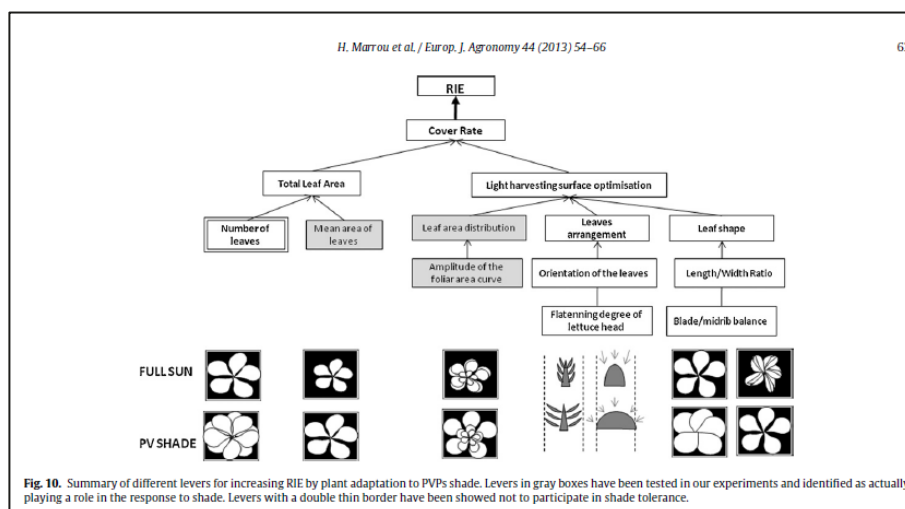 H. Marrou et al. / Europ. J. Agronomy 44 (2013) 54–66
RIE
Cover Rate
Total Leaf Area
Light harvesting surface optimisation
Number of
leaves
Mean area of
leaves
Leaf area distribution
Leaves
arrangement
Leaf shape
Amplitude of the
foliar area curve
Orientation of the leaves
Length/Width Ratio
Flatenning degree of
lettuce head
Blade/midrib balance
FULL SUN
PV SHADE
Fig. 10. Summary of different levers for increasing RIE by plant adaptation to PVPs shade. Levers in gray boxes have been tested in our experiments and identified as actually
playing a role in the response to shade. Levers with a double thin border have been showed not to participate in shade tolerance.